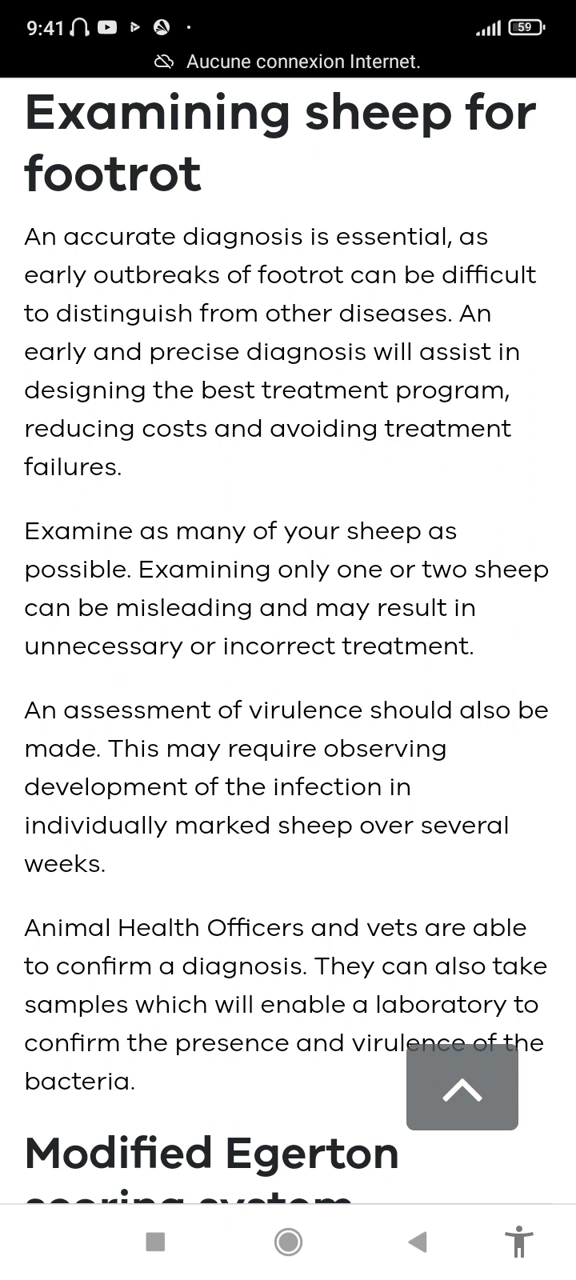 9:41
59
Aucune connexion Internet.
Examining sheep for
footrot
An accurate diagnosis is essential, as
early outbreaks of footrot can be difficult
to distinguish from other diseases. An
early and precise diagnosis will assist in
designing the best treatment program,
reducing costs and avoiding treatment
failures.
Examine as many of your sheep as
possible. Examining only one or two sheep
can be misleading and may result in
unnecessary or incorrect treatment.
An assessment of virulence should also be
made. This may require observing
development of the infection in
individually marked sheep over several
weeks.
Animal Health Officers and vets are able
to confirm a diagnosis. They can also take
samples which will enable a laboratory to
confirm the presence and virulence of the
bacteria.
Modified Egerton
scoring system